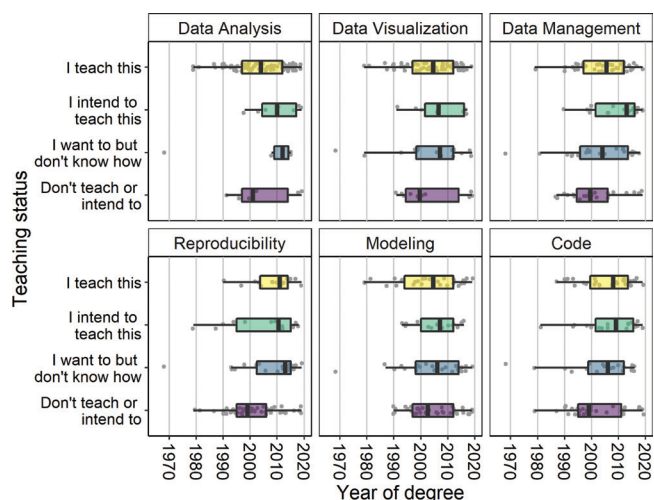 Data Analysis
Data Visualization
Data Management
I teach this
I intend to
teach this
I want to but
don't know how
Don't teach or
intend to
Teaching status
Reproducibility
Modeling
Code
I teach this
I intend to
teach this
I want to but
don't know how
Don't teach or
intend to
1970
1980
1990
2000
2010
2020
1970
1980
1990
2000
2010
2020
1970
1980
1990
2000
2010
2020
Year of degree